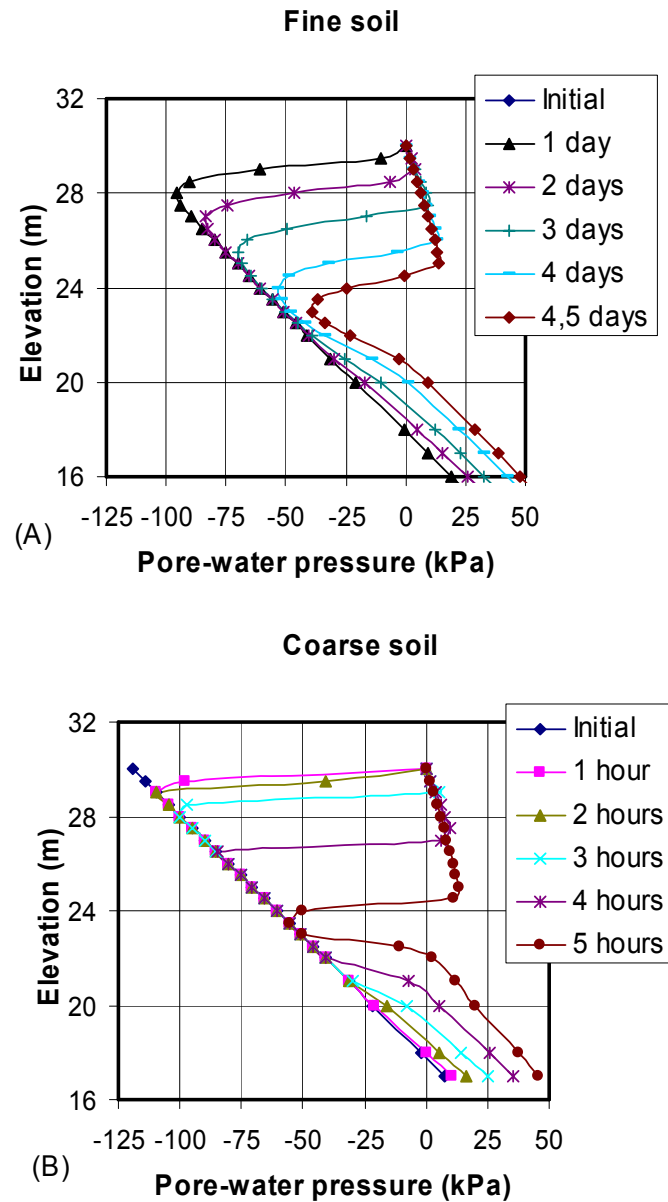 Fine soil
32
28
24
20
16
-125 -100 -75 -50 -25 0 25 50
Elevation (m)
Pore-water pressure (kPa)
Initial
1 day
2 days
3 days
4 days
4,5 days
(A)
Coarse soil
32
28
24
20
16
-125 -100 -75 -50 -25 0 25 50
Elevation (m)
Pore-water pressure (kPa)
Initial
1 hour
2 hours
3 hours
4 hours
5 hours
(B)